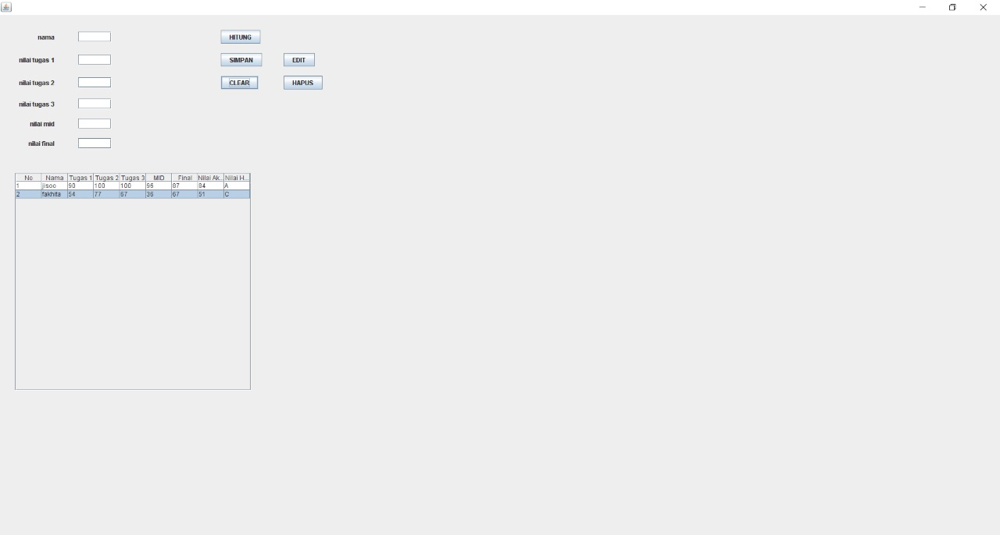 nama HITUNG
nilai tugas 1 SIMPAN EDIT
nilai tugas 2 CLEAR HAPUS
nilai tugas 3
nilai mid
nilai final
No Nama Tugas 1 Tugas 2 Tugas 3 MID Final Nilai Ak... Nilai H...
1 jisoo 90 100 100 96 87 84 A
2 fakhita 54 77 67 36 67 51 C